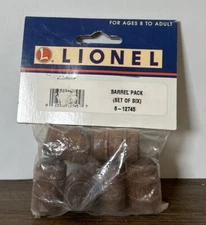 FOR AGES 8 TO ADULT
L LIONEL
BARREL PACK
(SET OF SIX)
6-12745